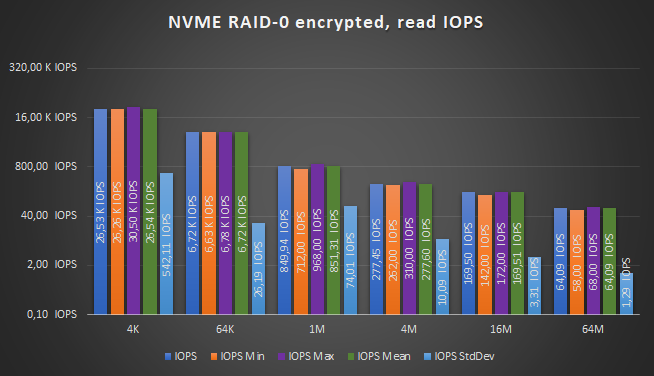 NVME RAID-0 encrypted, read IOPS
320,00 K IOPS
16,00 K IOPS
800,00 IOPS
40,00 IOPS
2,00 IOPS
0,10 IOPS
26,53 K IOPS
26,26 K IOPS
30,50 K IOPS
26,54 K IOPS
542,11 IOPS
6,72 K IOPS
6,63 K IOPS
6,78 K IOPS
6,72 K IOPS
26,19 IOPS
849,94 IOPS
712,00 IOPS
968,00 IOPS
851,31 IOPS
74,01 IOPS
277,45 IOPS
252,00 IOPS
310,00 IOPS
277,60 IOPS
10,09 IOPS
169,50 IOPS
142,00 IOPS
172,00 IOPS
169,51 IOPS
3,31 IOPS
64,09 IOPS
58,00 IOPS
68,00 IOPS
64,09 IOPS
1,29 IOPS
4K 64K 1M 4M 16M 64M
IOPS IOPS Min IOPS Max IOPS Mean IOPS StdDev